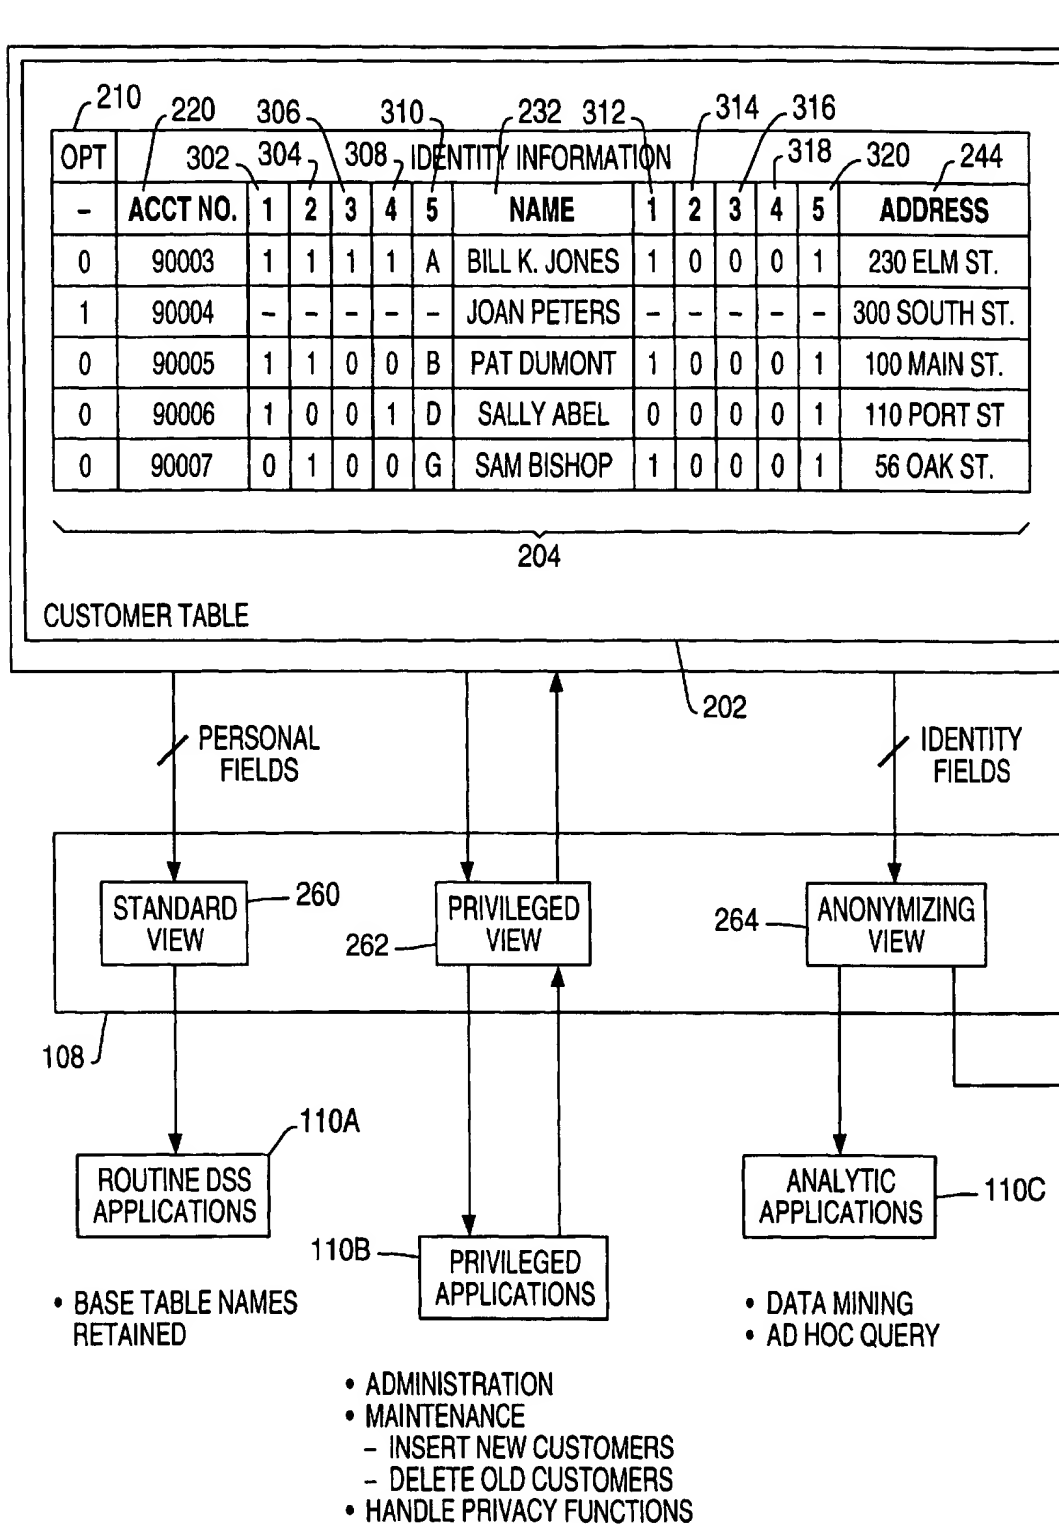 210
220
306
310
232
312
314
316
OPT
302
304
308
IDENTITY INFORMATION
318
320
244
– ACCT NO. 1 2 3 4 5 NAME 1 2 3 4 5 ADDRESS
0 90003 1 1 1 1 A BILL K. JONES 1 0 0 0 1 230 ELM ST.
1 90004 – – – – – JOAN PETERS – – – – – 300 SOUTH ST.
0 90005 1 1 0 0 B PAT DUMONT 1 0 0 0 1 100 MAIN ST.
0 90006 1 0 0 1 D SALLY ABEL 0 0 0 0 1 110 PORT ST
0 90007 0 1 0 0 G SAM BISHOP 1 0 0 0 1 56 OAK ST.
204
CUSTOMER TABLE
202
PERSONAL
FIELDS
IDENTITY
FIELDS
STANDARD
VIEW
260
PRIVILEGED
VIEW
262
264
ANONYMIZING
VIEW
108
110A
ROUTINE DSS
APPLICATIONS
110B
PRIVILEGED
APPLICATIONS
ANALYTIC
APPLICATIONS
110C
• BASE TABLE NAMES
RETAINED
• DATA MINING
• AD HOC QUERY
• ADMINISTRATION
• MAINTENANCE
– INSERT NEW CUSTOMERS
– DELETE OLD CUSTOMERS
• HANDLE PRIVACY FUNCTIONS